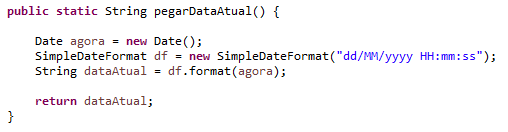 public static String pegarDataAtual() {
Date agora = new Date();
SimpleDateFormat df = new SimpleDateFormat("dd/MM/yyyy HH:mm:ss");
String dataAtual = df.format(agora);
return dataAtual;
}